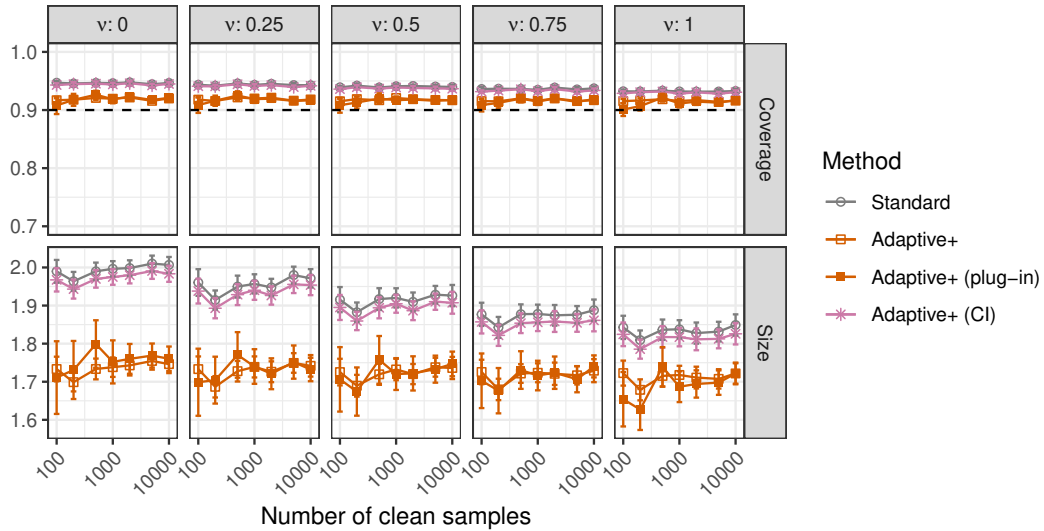 ν: 0
ν: 0.25
ν: 0.5
ν: 0.75
ν: 1
1.0
0.9
0.8
0.7
Coverage
2.0
1.9
1.8
1.7
1.6
Size
100
1000
10000
100
1000
10000
100
1000
10000
100
1000
10000
100
1000
10000
Number of clean samples
Method
Standard
Adaptive+
Adaptive+ (plug−in)
Adaptive+ (CI)